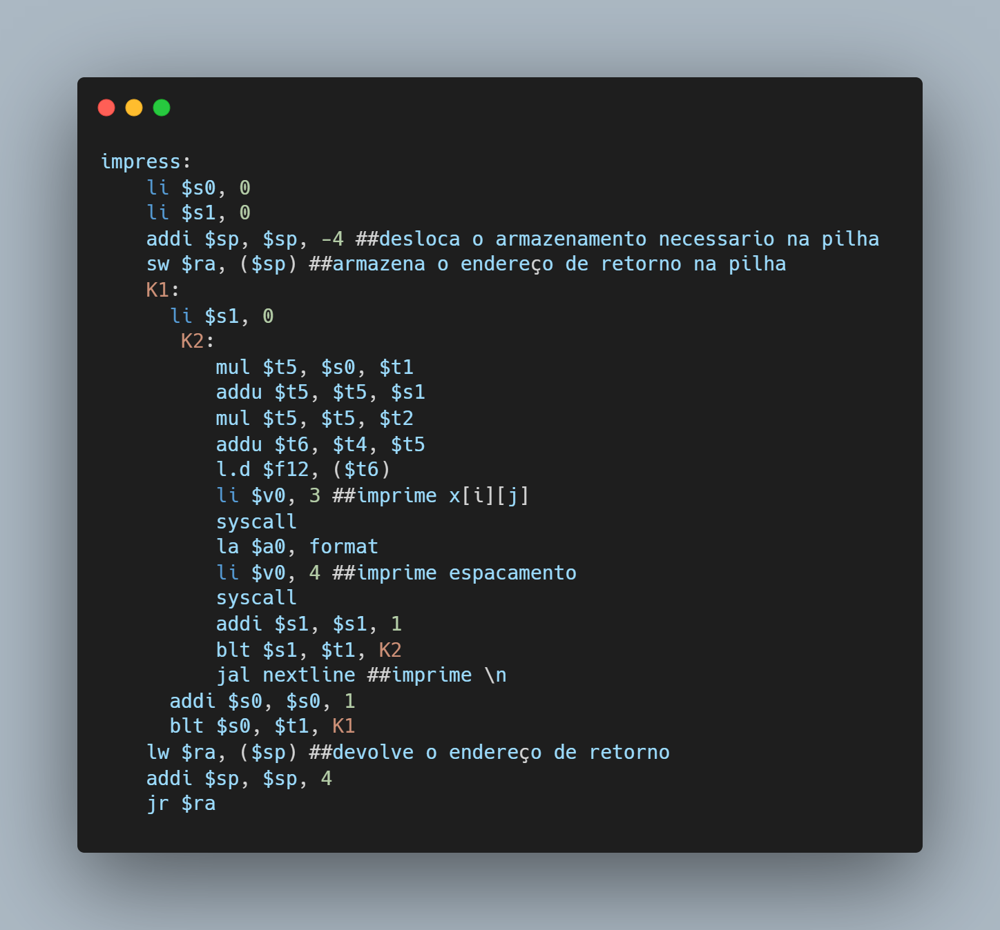 impress:
    li $s0, 0
    li $s1, 0
    addi $sp, $sp, -4 ##desloca o armazenamento necessario na pilha
    sw $ra, ($sp) ##armazena o endereço de retorno na pilha
    K1:
      li $s1, 0
       K2:
          mul $t5, $s0, $t1
          addu $t5, $t5, $s1
          mul $t5, $t5, $t2
          addu $t6, $t4, $t5
          l.d $f12, ($t6)
          li $v0, 3 ##imprime x[i][j]
          syscall
          la $a0, format
          li $v0, 4 ##imprime espacamento
          syscall
          addi $s1, $s1, 1
          blt $s1, $t1, K2
          jal nextline ##imprime \n
      addi $s0, $s0, 1
      blt $s0, $t1, K1
    lw $ra, ($sp) ##devolve o endereço de retorno
    addi $sp, $sp, 4
    jr $ra